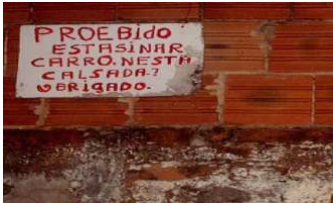 PROEBido
ESTASINAR
CARRO.NESTA
CALSADA.?
OBRIGADO.